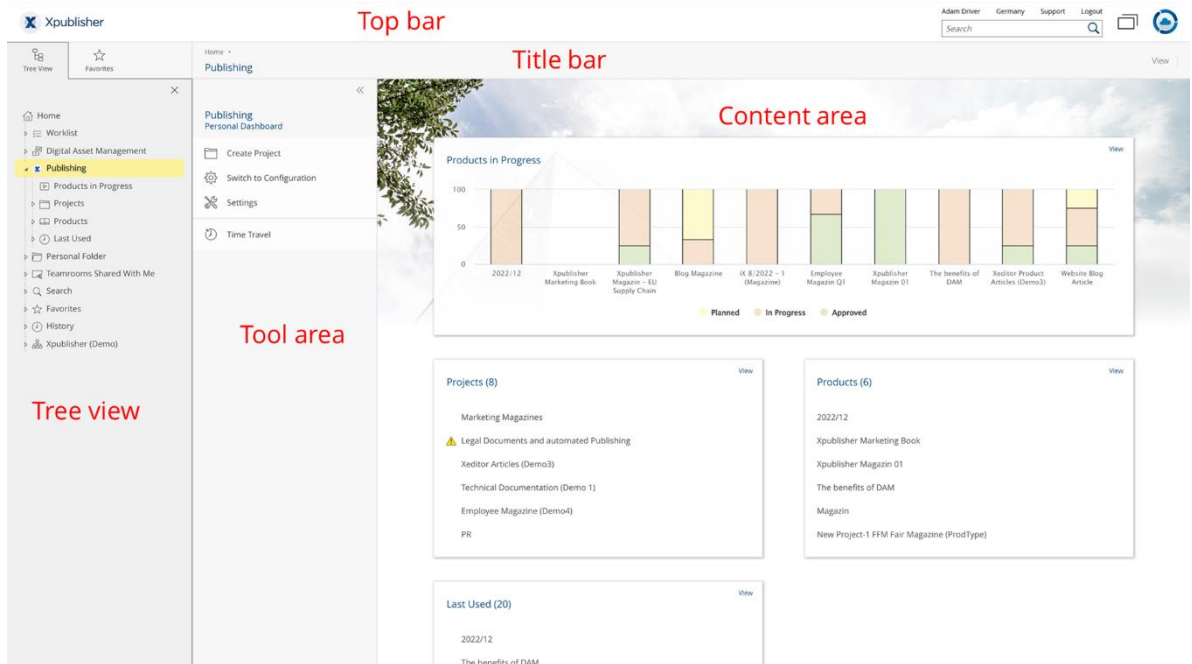 Xpublisher
Top bar
Adam Driver Germany Support Logout
Search
Tree View Favorites
Home •
Publishing
Title bar
View
Home
Worklist
Digital Asset Management
Publishing
Products in Progress
Projects
Products
Last Used
Personal Folder
Teamrooms Shared With Me
Search
Favorites
History
Xpublisher (Demo)
Tree view
Publishing
Personal Dashboard
Create Project
Switch to Configuration
Settings
Time Travel
Tool area
Content area
View
Products in Progress
100
50
0
2022/12
Xpublisher
Marketing Book
Xpublisher
Magazin – EU
Supply Chain
Blog Magazine
iX 8/2022 – 1
(Magazine)
Employee
Magazin Q1
Xpublisher
Magazin 01
The benefits of
DAM
Xeditor Product
Articles (Demo3)
Website Blog
Article
Planned In Progress Approved
View
Projects (8)
Marketing Magazines
Legal Documents and automated Publishing
Xeditor Articles (Demo3)
Technical Documentation (Demo 1)
Employee Magazine (Demo4)
PR
View
Products (6)
2022/12
Xpublisher Marketing Book
Xpublisher Magazin 01
The benefits of DAM
Magazin
New Project-1 FFM Fair Magazine (ProdType)
View
Last Used (20)
2022/12
The benefits of DAM